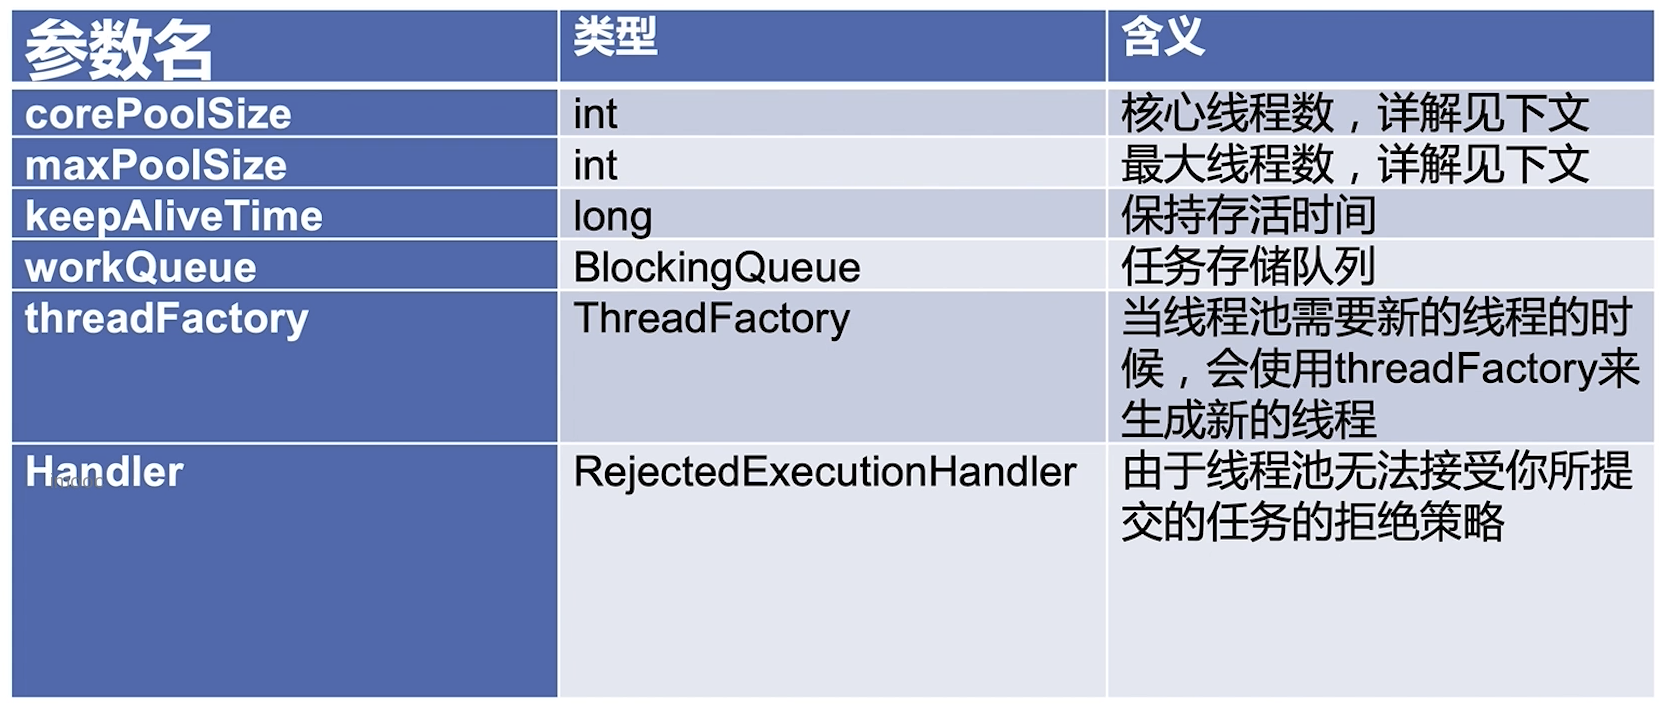 参数名 类型 含义
corePoolSize int 核心线程数，详解见下文
maxPoolSize int 最大线程数，详解见下文
keepAliveTime long 保持存活时间
workQueue BlockingQueue 任务存储队列
threadFactory ThreadFactory 当线程池需要新的线程的时
候，会使用threadFactory来
生成新的线程
Handler RejectedExecutionHandler 由于线程池无法接受你所提
交的任务的拒绝策略